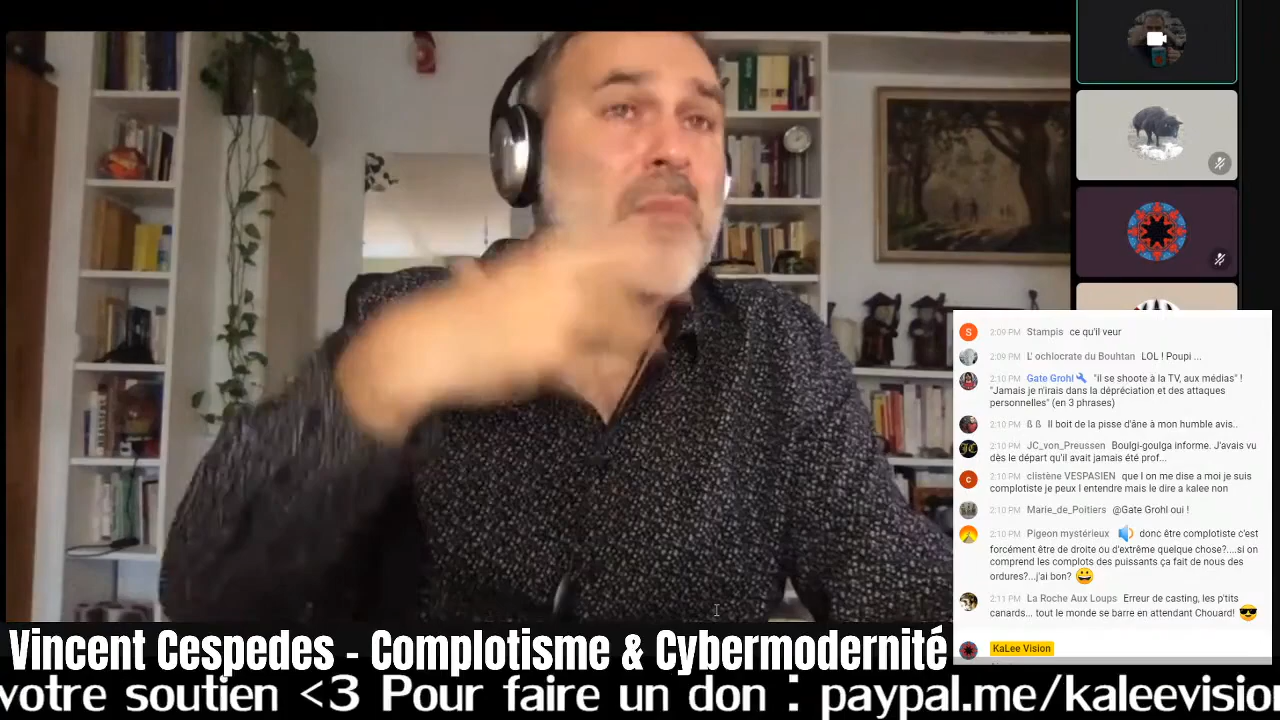 2:09 PM Stampis ce qu'il veur
2:09 PM L' ochlocrate du Bouhtan LOL ! Poupi ...
2:10 PM Gate Grohl "il se shoote à la TV, aux médias" !
"Jamais je n'irais dans la dépréciation et des attaques
personnelles" (en 3 phrases)
2:10 PM ß ß Il boit de la pisse d'âne à mon humble avis..
2:10 PM JC_von_Preussen Boulgi-goulga informe. J'avais vu
dès le départ qu'il avait jamais été prof...
2:10 PM clistène VESPASIEN que l on me dise a moi je suis
complotiste je peux l entendre mais le dire a kalee non
2:10 PM Marie_de_Poitiers @Gate Grohl oui !
2:10 PM Pigeon mystérieux 🔊 donc être complotiste c'est
forcément être de droite ou d'extrême quelque chose?....si on
comprend les complots des puissants ça fait de nous des
ordures?...j'ai bon? 😀
2:11 PM La Roche Aux Loups Erreur de casting, les p'tits
canards... tout le monde se barre en attendant Chouard! 😎
KaLee Vision
Vincent Cespedes - Complotisme & Cybermodernité
votre soutien <3 Pour faire un don : paypal.me/kaleevision